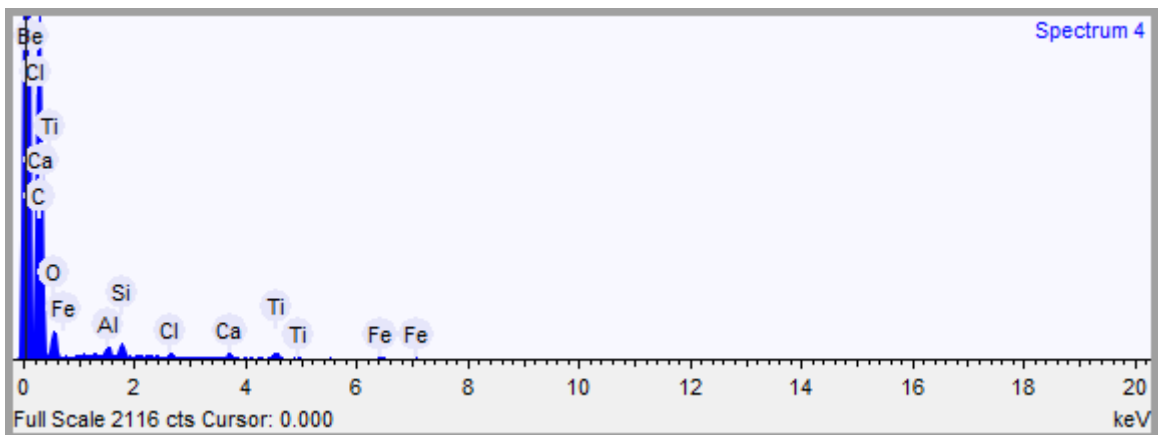 Spectrum 4
Be
Cl
Ti
Ca
C
O
Fe
Al
Si
Cl
Ca
Ti
Ti
Fe
Fe
0 2 4 6 8 10 12 14 16 18 20
Full Scale 2116 cts Cursor: 0.000 keV